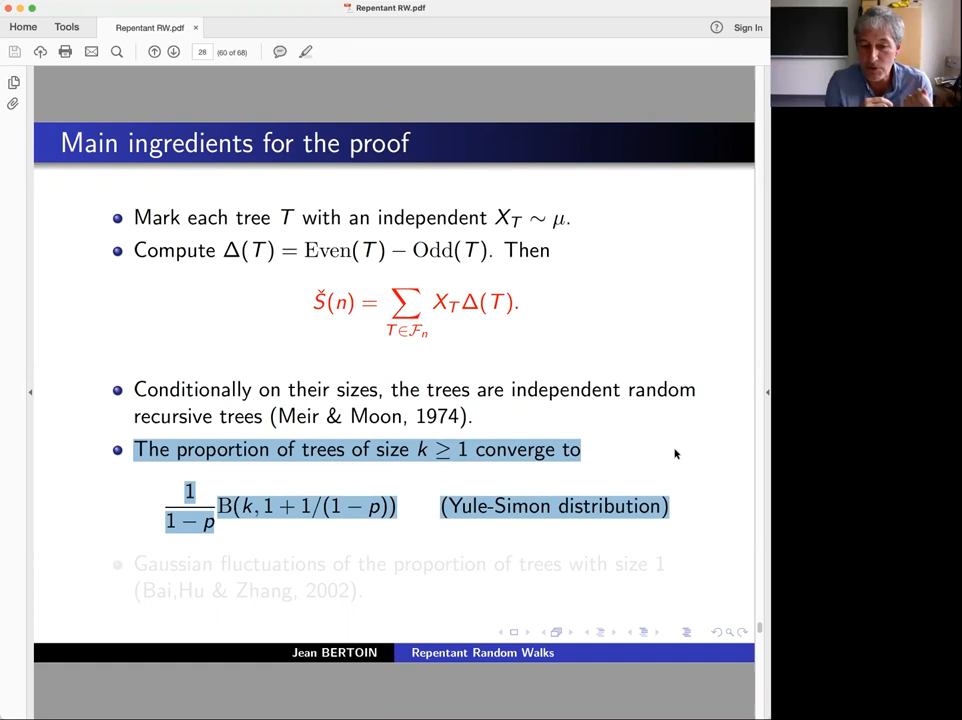 Repentant RW.pdf
Home Tools Repentant RW.pdf × Sign In
28 (60 of 68)
Main ingredients for the proof
Mark each tree T with an independent X_T ∼ μ.
Compute Δ(T) = Even(T) − Odd(T). Then
Š(n) = ∑_{T∈ℱ_n} X_T Δ(T).
Conditionally on their sizes, the trees are independent random
recursive trees (Meir & Moon, 1974).
The proportion of trees of size k ≥ 1 converge to
1/(1 − p) B(k, 1 + 1/(1 − p)) (Yule-Simon distribution)
Gaussian fluctuations of the proportion of trees with size 1
(Bai,Hu & Zhang, 2002).
Jean BERTOIN Repentant Random Walks